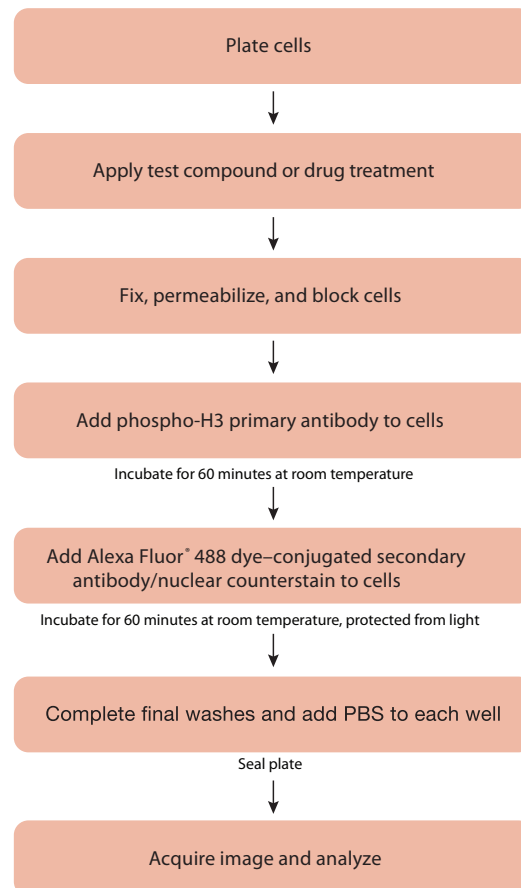 Plate cells
Apply test compound or drug treatment
Fix, permeabilize, and block cells
Add phospho-H3 primary antibody to cells
Incubate for 60 minutes at room temperature
Add Alexa Fluor® 488 dye–conjugated secondary
antibody/nuclear counterstain to cells
Incubate for 60 minutes at room temperature, protected from light
Complete final washes and add PBS to each well
Seal plate
Acquire image and analyze